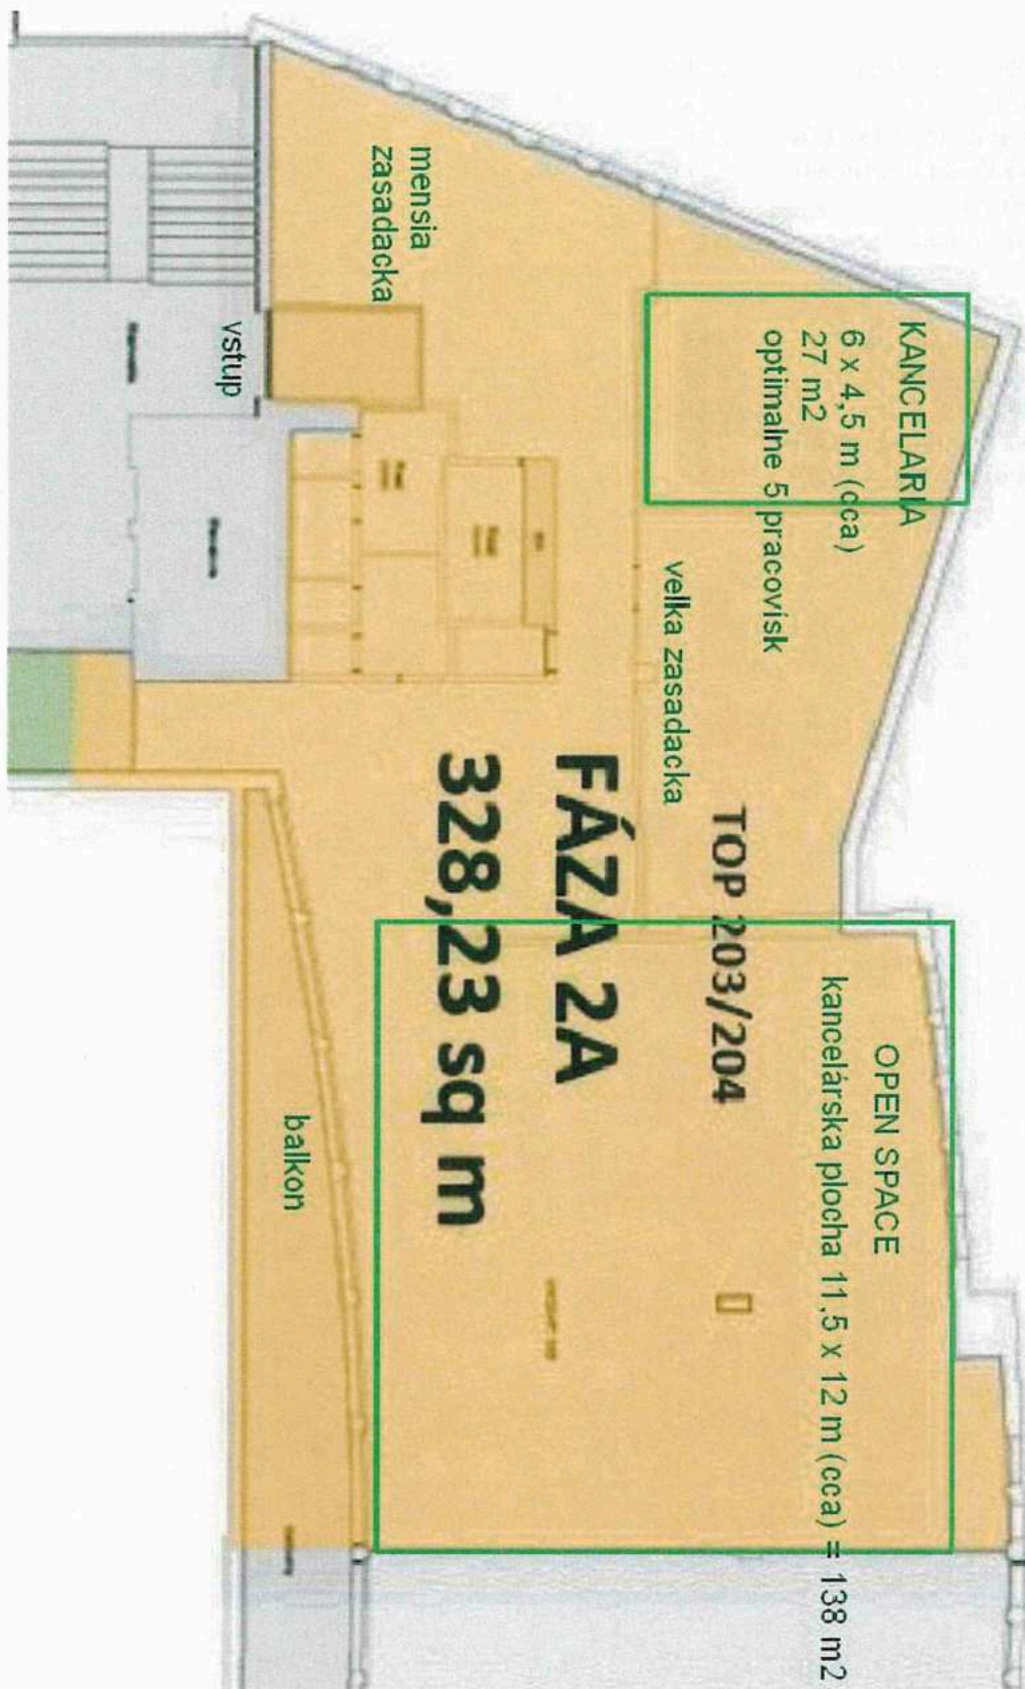 KANCELARIA
6 x 4,5 m (cca)
27 m2
optimalne 5 pracovísk
OPEN SPACE
kancelárska plocha 11,5 x 12 m (cca) = 138 m2
TOP 203/204
velka zasadacka
FÁZA 2A
328,23 sq m
mensia
zasadacka
vstup
balkon